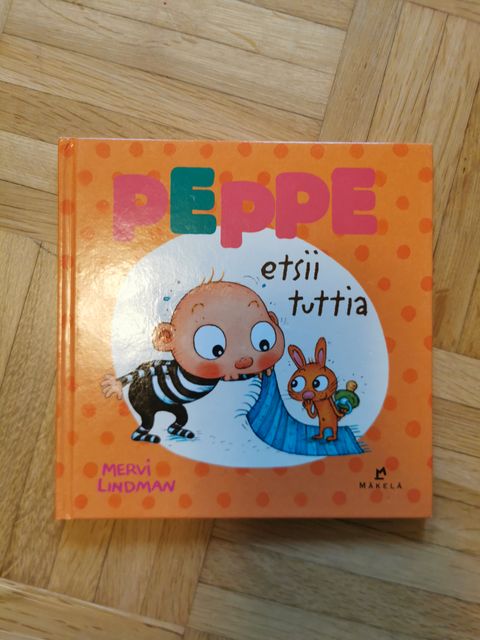 PEPPE
etsii
tuttia
MERVI
LINDMAN
MÄKELÄ